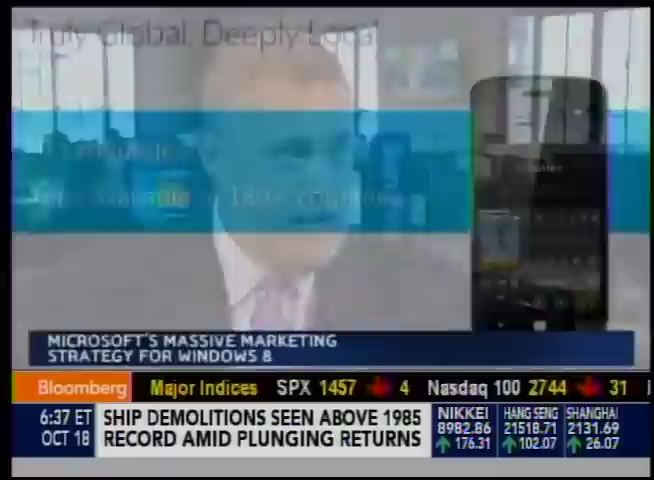 Truly Global, Deeply Local
MICROSOFT'S MASSIVE MARKETING
STRATEGY FOR WINDOWS 8
Bloomberg Major Indices SPX 1457 4 Nasdaq 100 2744 31
6:37 ET
OCT 18
SHIP DEMOLITIONS SEEN ABOVE 1985
RECORD AMID PLUNGING RETURNS
NIKKEI
8982.86
176.31
HANG SENG
21518.71
102.07
SHANGHAI
2131.69
26.07